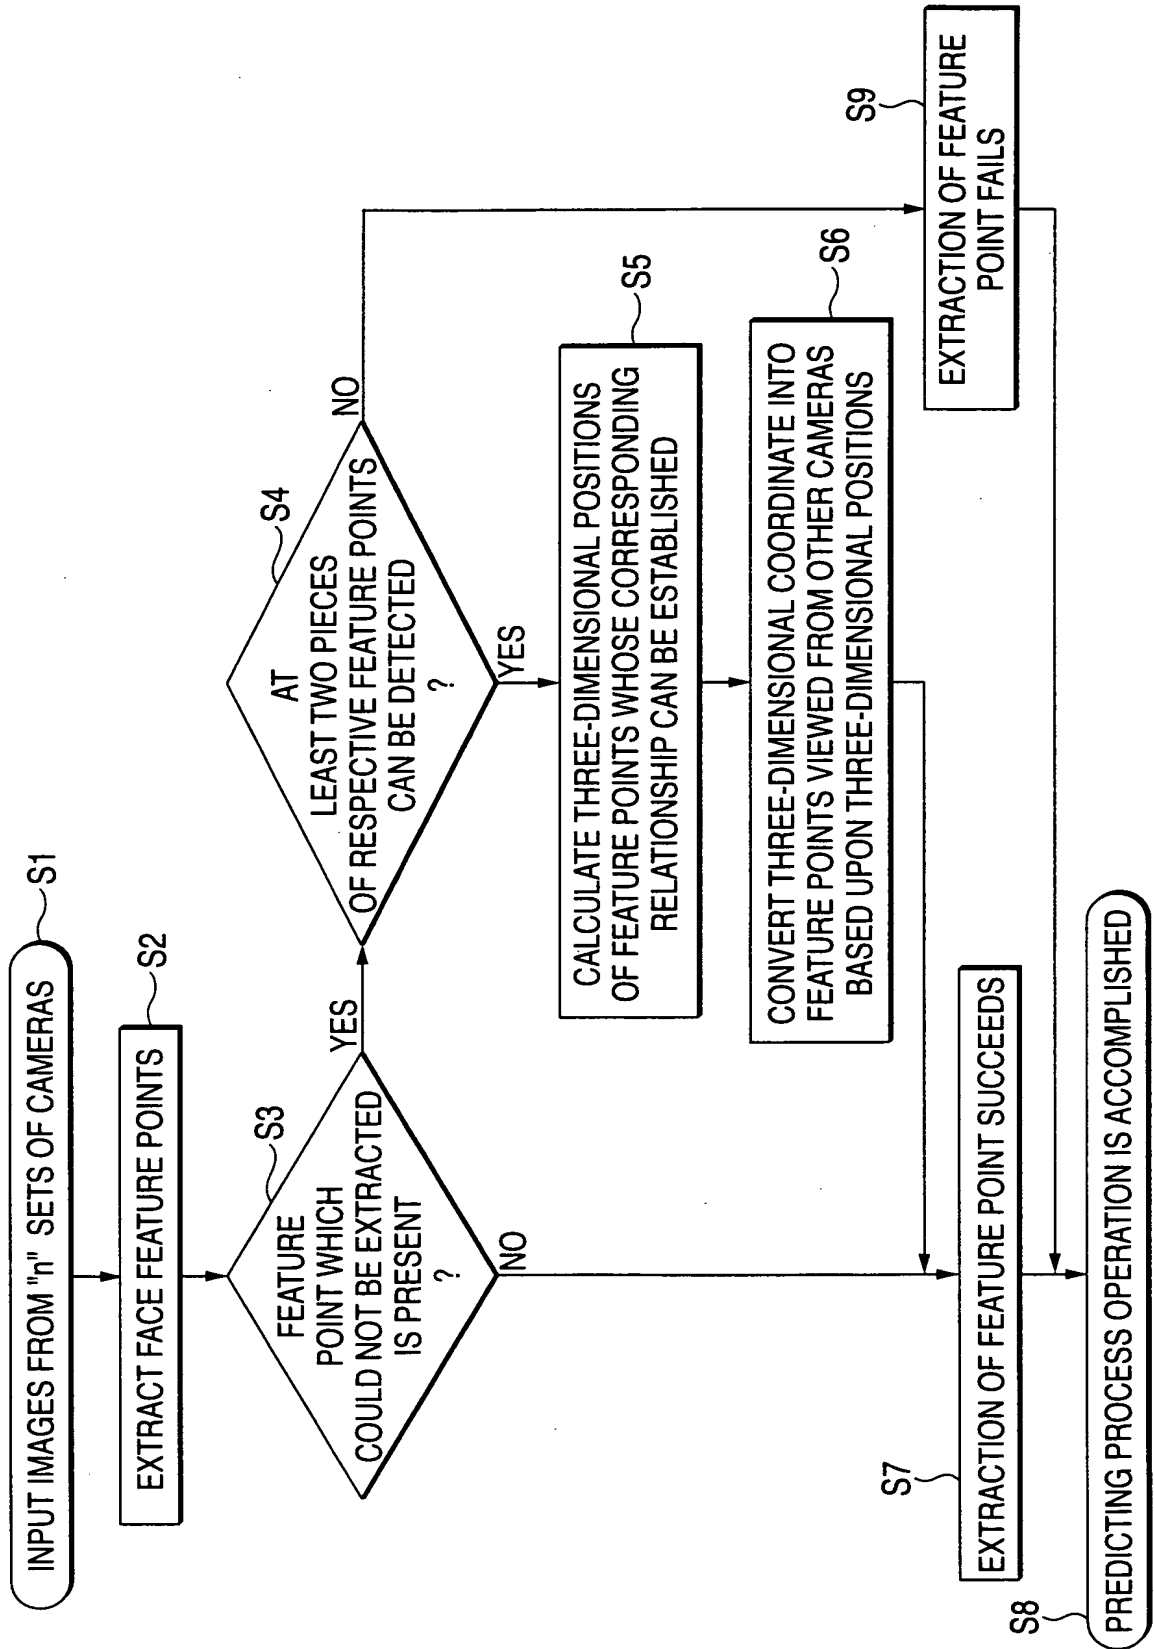 INPUT IMAGES FROM "n" SETS OF CAMERAS
S1
EXTRACT FACE FEATURE POINTS
S2
FEATURE
POINT WHICH
COULD NOT BE EXTRACTED
IS PRESENT
?
S3
YES
NO
AT
LEAST TWO PIECES
OF RESPECTIVE FEATURE POINTS
CAN BE DETECTED
?
S4
NO
YES
CALCULATE THREE-DIMENSIONAL POSITIONS
OF FEATURE POINTS WHOSE CORRESPONDING
RELATIONSHIP CAN BE ESTABLISHED
S5
CONVERT THREE-DIMENSIONAL COORDINATE INTO
FEATURE POINTS VIEWED FROM OTHER CAMERAS
BASED UPON THREE-DIMENSIONAL POSITIONS
S6
S7
EXTRACTION OF FEATURE POINT SUCCEEDS
S9
EXTRACTION OF FEATURE
POINT FAILS
S8
PREDICTING PROCESS OPERATION IS ACCOMPLISHED